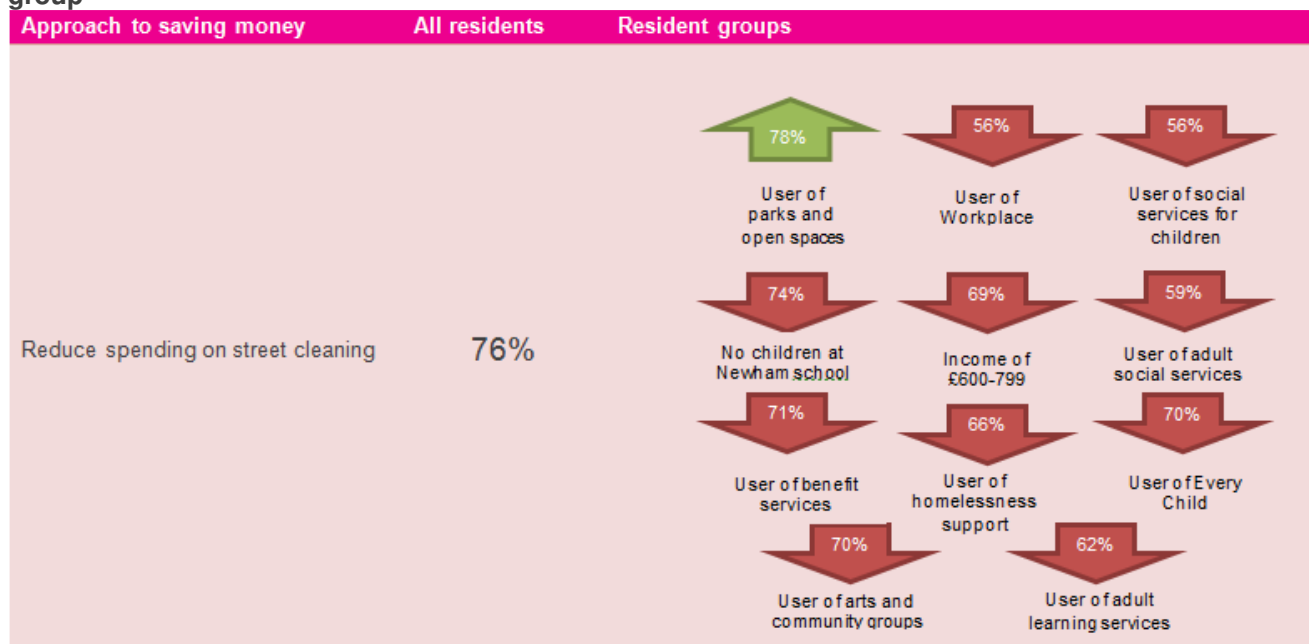 group
Approach to saving money All residents Resident groups
78% 56% 56%
User of
parks and
open spaces
User of
Workplace
User of social
services for
children
74% 69% 59%
Reduce spending on street cleaning 76%
No children at
Newham school
Income of
£600-799
User of adult
social services
71% 66% 70%
User of benefit
services
User of
homelessness
support
User of Every
Child
70% 62%
User of arts and
community groups
User of adult
learning services